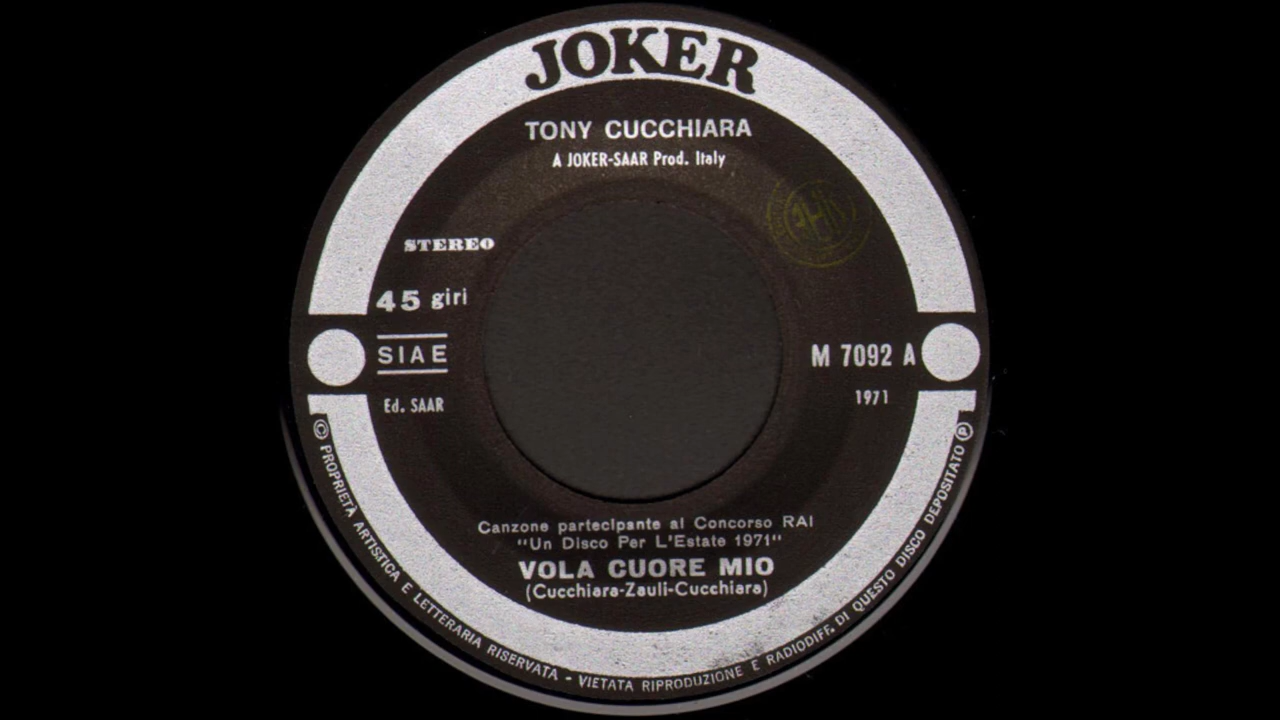 JOKER
TONY CUCCHIARA
A JOKER-SAAR Prod. Italy
STEREO
45 giri
SIAE
M 7092 A
Ed. SAAR
1971
Canzone partecipante al Concorso RAI
"Un Disco Per L'Estate 1971"
VOLA CUORE MIO
(Cucchiara-Zauli-Cucchiara)
© PROPRIETÀ ARTISTICA E LETTERARIA RISERVATA - VIETATA RIPRODUZIONE E RADIODIFF. DI QUESTO DISCO DEPOSITATO ℗